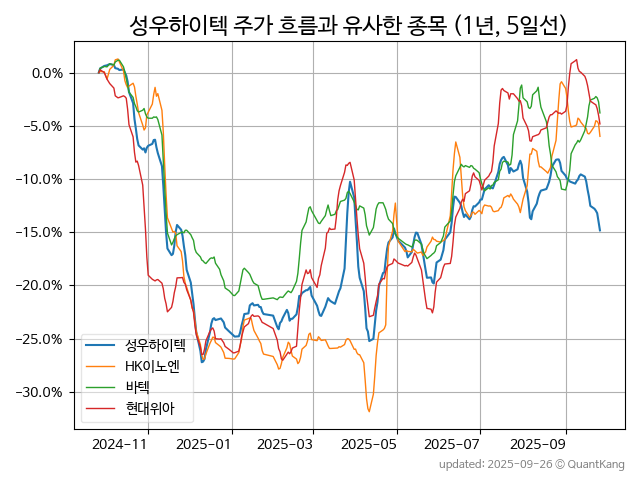 성우하이텍 주가 흐름과 유사한 종목 (1년, 5일선)
0.0%
−5.0%
−10.0%
−15.0%
−20.0%
−25.0%
−30.0%
성우하이텍
HK이노엔
바텍
현대위아
2024-11 2025-01 2025-03 2025-05 2025-07 2025-09
updated: 2025-09-26 © QuantKang